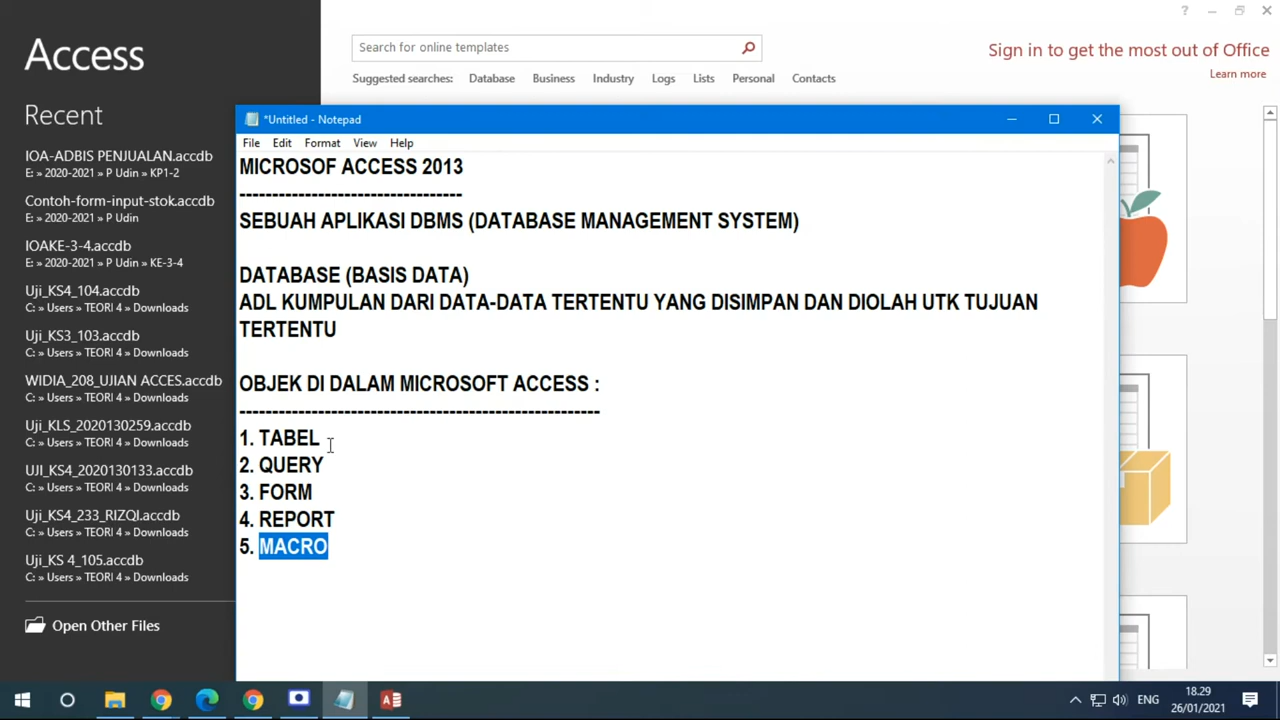 Access
Recent
IOA-ADBIS PENJUALAN.accdb
E: » 2020-2021 » P Udin » KP1-2
Contoh-form-input-stok.accdb
E: » 2020-2021 » P Udin
IOAKE-3-4.accdb
E: » 2020-2021 » P Udin » KE-3-4
Uji_KS4_104.accdb
C: » Users » TEORI 4 » Downloads
Uji_KS3_103.accdb
C: » Users » TEORI 4 » Downloads
WIDIA_208_UJIAN ACCES.accdb
C: » Users » TEORI 4 » Downloads
Uji_KLS_2020130259.accdb
C: » Users » TEORI 4 » Downloads
UJI_KS4_2020130133.accdb
C: » Users » TEORI 4 » Downloads
Uji_KS4_233_RIZQI.accdb
C: » Users » TEORI 4 » Downloads
Uji_KS 4_105.accdb
C: » Users » TEORI 4 » Downloads
Open Other Files
?
Search for online templates
Sign in to get the most out of Office
Learn more
Suggested searches: Database Business Industry Logs Lists Personal Contacts
*Untitled - Notepad
File Edit Format View Help
MICROSOF ACCESS 2013
---------------------------------
SEBUAH APLIKASI DBMS (DATABASE MANAGEMENT SYSTEM)
DATABASE (BASIS DATA)
ADL KUMPULAN DARI DATA-DATA TERTENTU YANG DISIMPAN DAN DIOLAH UTK TUJUAN
TERTENTU
OBJEK DI DALAM MICROSOFT ACCESS :
------------------------------------------------------
1. TABEL
2. QUERY
3. FORM
4. REPORT
5. MACRO
ENG
18.29
26/01/2021